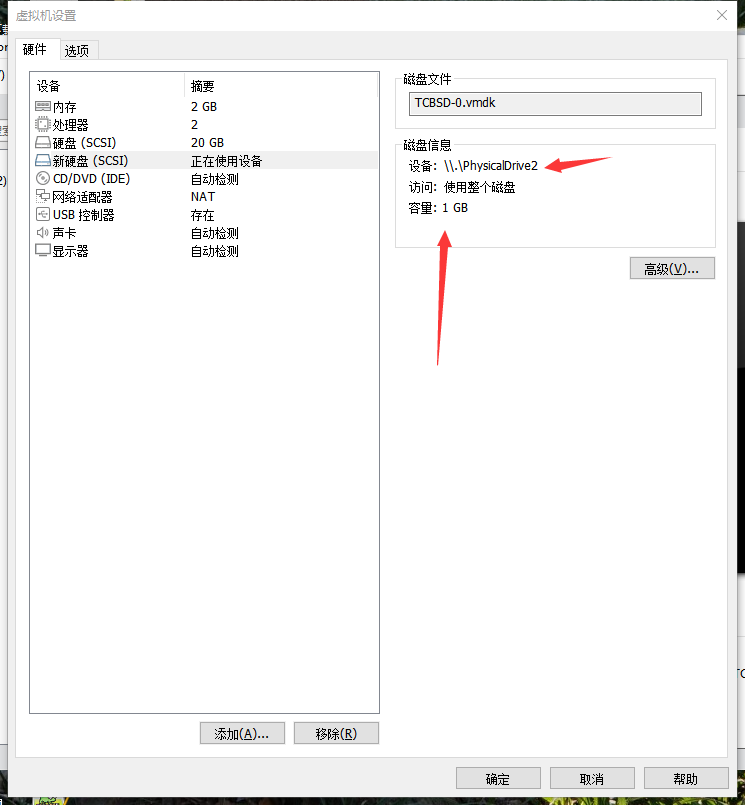 虚拟机设置
硬件 选项
设备 摘要
内存 2 GB
处理器 2
硬盘 (SCSI) 20 GB
新硬盘 (SCSI) 正在使用设备
CD/DVD (IDE) 自动检测
网络适配器 NAT
USB 控制器 存在
声卡 自动检测
显示器 自动检测
添加(A)... 移除(R)
磁盘文件
TCBSD-0.vmdk
磁盘信息
设备: \\.\PhysicalDrive2
访问: 使用整个磁盘
容量: 1 GB
高级(V)...
确定 取消 帮助